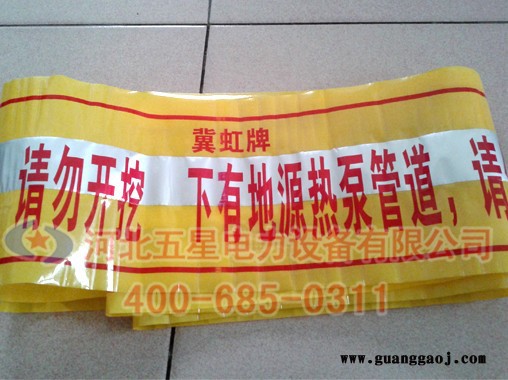 冀虹牌
请勿开挖 下有地源热泵管道，请
河北五星电力设备有限公司
400-685-0311
www.guanggaoj.com